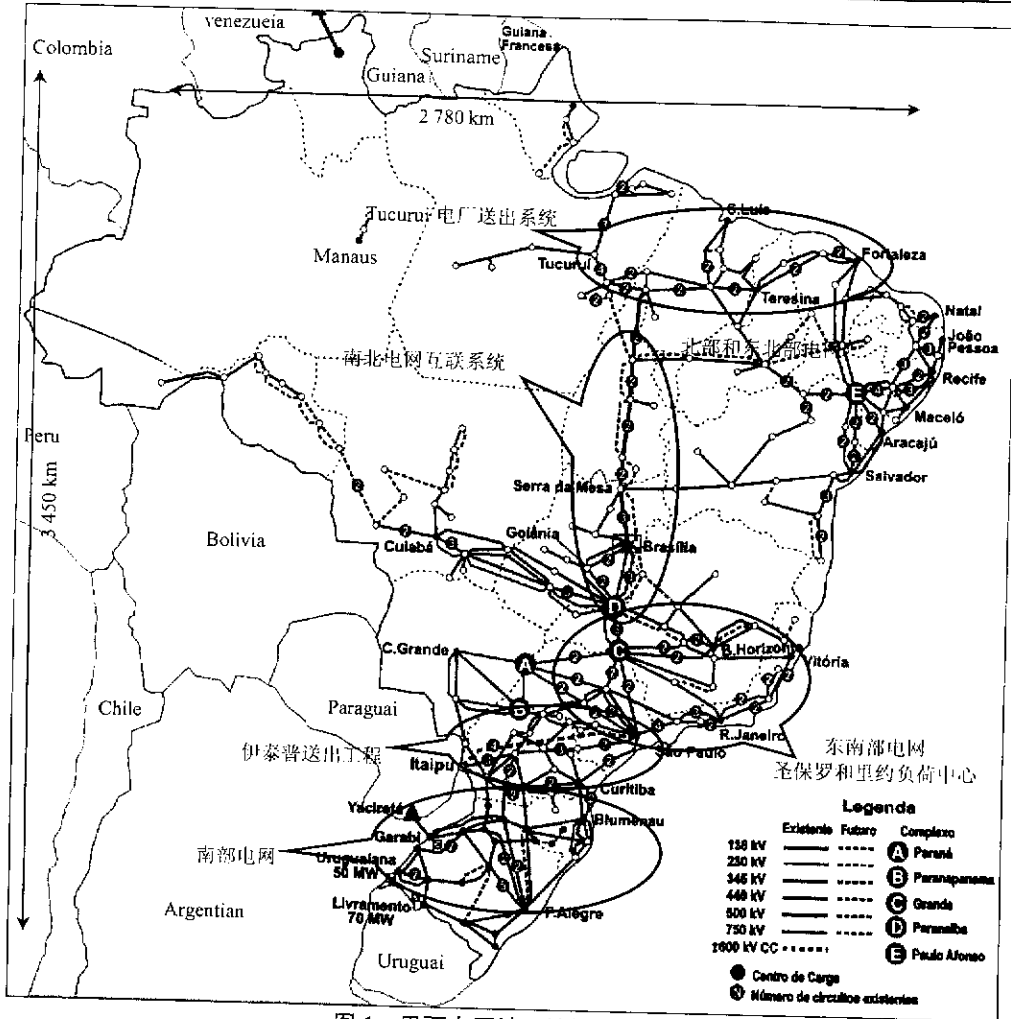 Venezuela
Colombia
Guiana
Suriname
Guiana
Francesa
2 780 km
Tucurui 电厂送出系统
Manaus
Tucuruí
S.Luís
Fortaleza
Teresina
Natal
João
Pessoa
Recife
Maceió
Aracajú
Salvador
南北电网互联系统
北部和东北部电网
E
Peru
3 450 km
Serra da Mesa
Bolivia
Cuiabá
Goiânia
Brasília
D
C.Grande
A
C
B.Horizonte
Vitória
Chile
Paraguai
B
R.Janeiro
São Paulo
伊泰普送出工程
Itaipú
Curitiba
东南部电网
圣保罗和里约负荷中心
Yaciretá
Garabi
Blumenau
南部电网
Uruguaiana
50 MW
Livramento
70 MW
P.Alegre
Argentian
Uruguai
Legenda
Existente Futuro Complexo
138 kV A Paraná
230 kV
345 kV B Paranapanema
440 kV C Grande
500 kV
750 kV D Paranaíba
±600 kV CC E Paulo Afonso
Centro de Carga
Número de circuitos existentes